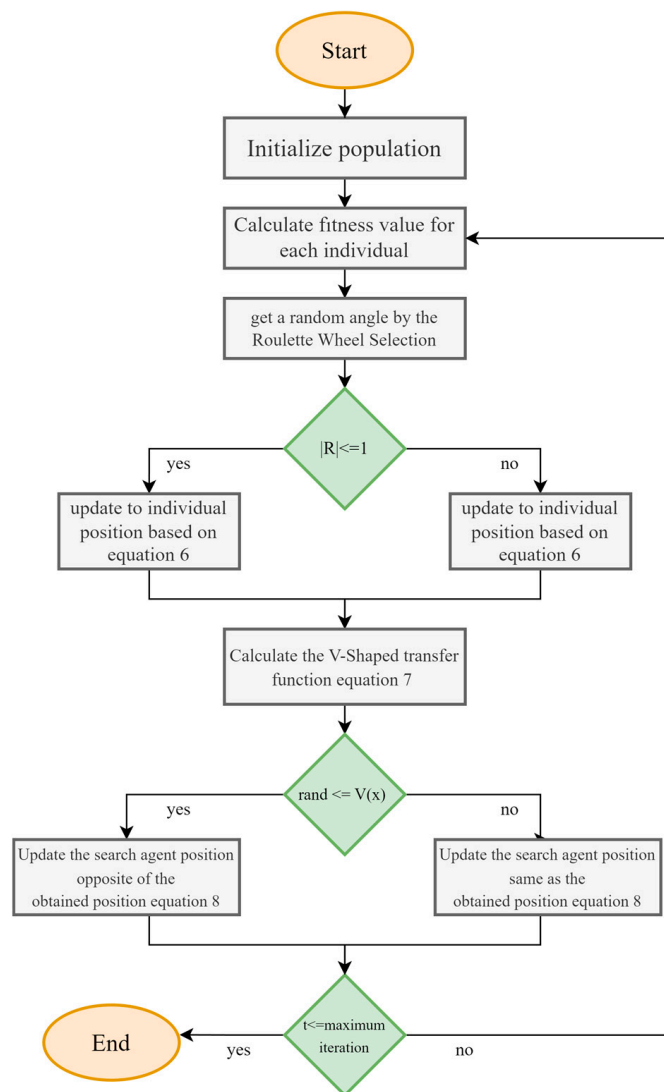 Start
Initialize population
Calculate fitness value for
each individual
get a random angle by the
Roulette Wheel Selection
|R|<=1
yes
no
update to individual
position based on
equation 6
update to individual
position based on
equation 6
Calculate the V-Shaped transfer
function equation 7
rand <= V(x)
yes
no
Update the search agent position
opposite of the
obtained position equation 8
Update the search agent position
same as the
obtained position equation 8
t<=maximum
iteration
End
yes
no